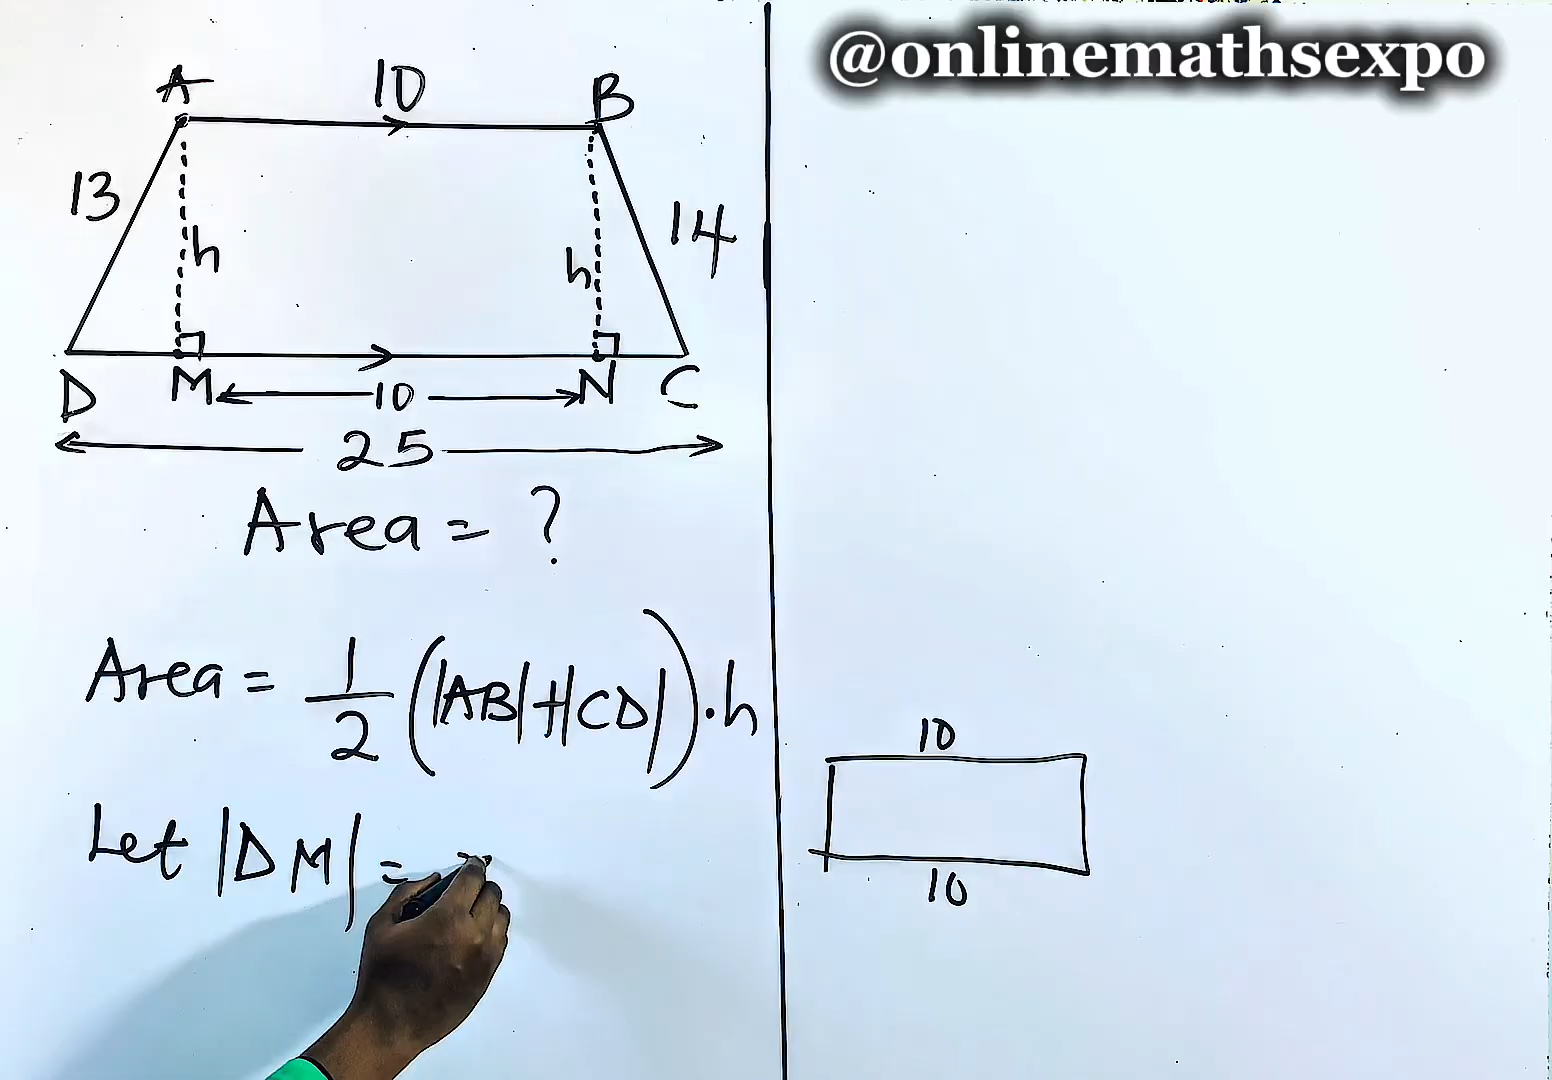 @onlinemathsexpo
A 10 B
13 h h 14
D M 10 N C
25
Area = ?
Area = 1/2 (|AB|+|CD|)·h
Let |DM| =
10
10